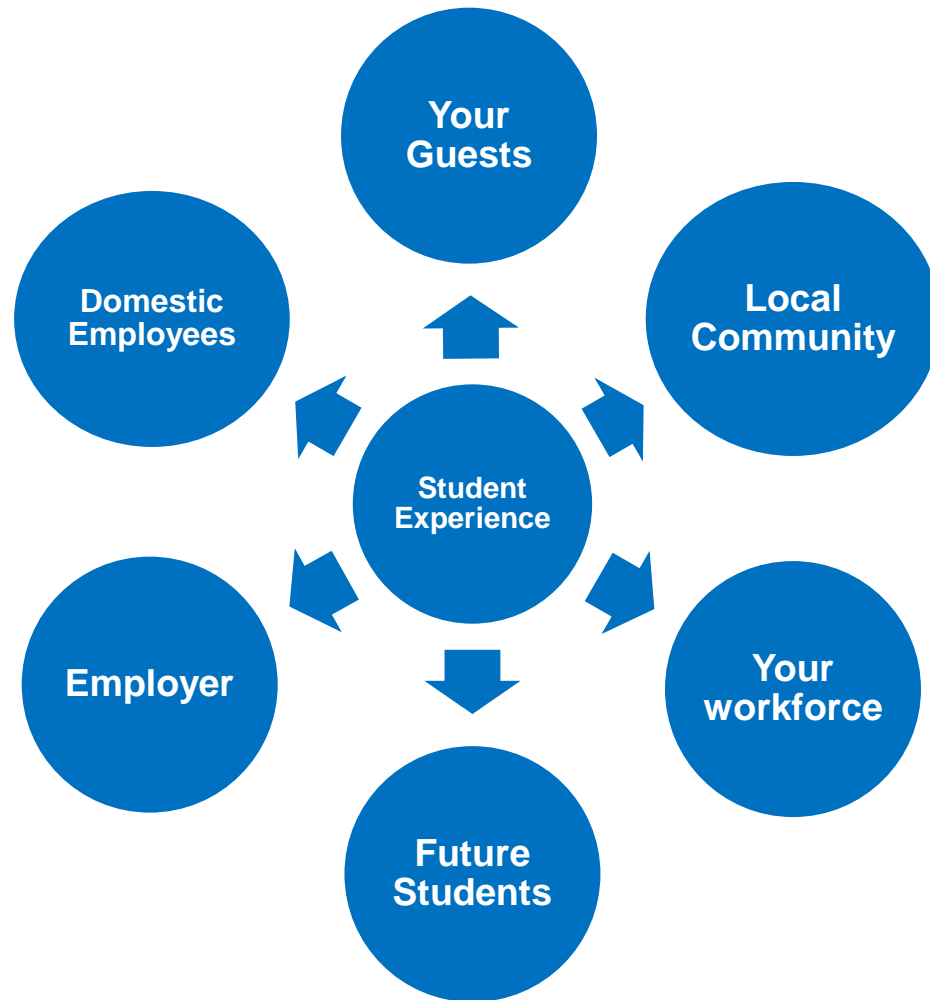 Your
Guests
Domestic
Employees
Local
Community
Student
Experience
Employer
Your
workforce
Future
Students